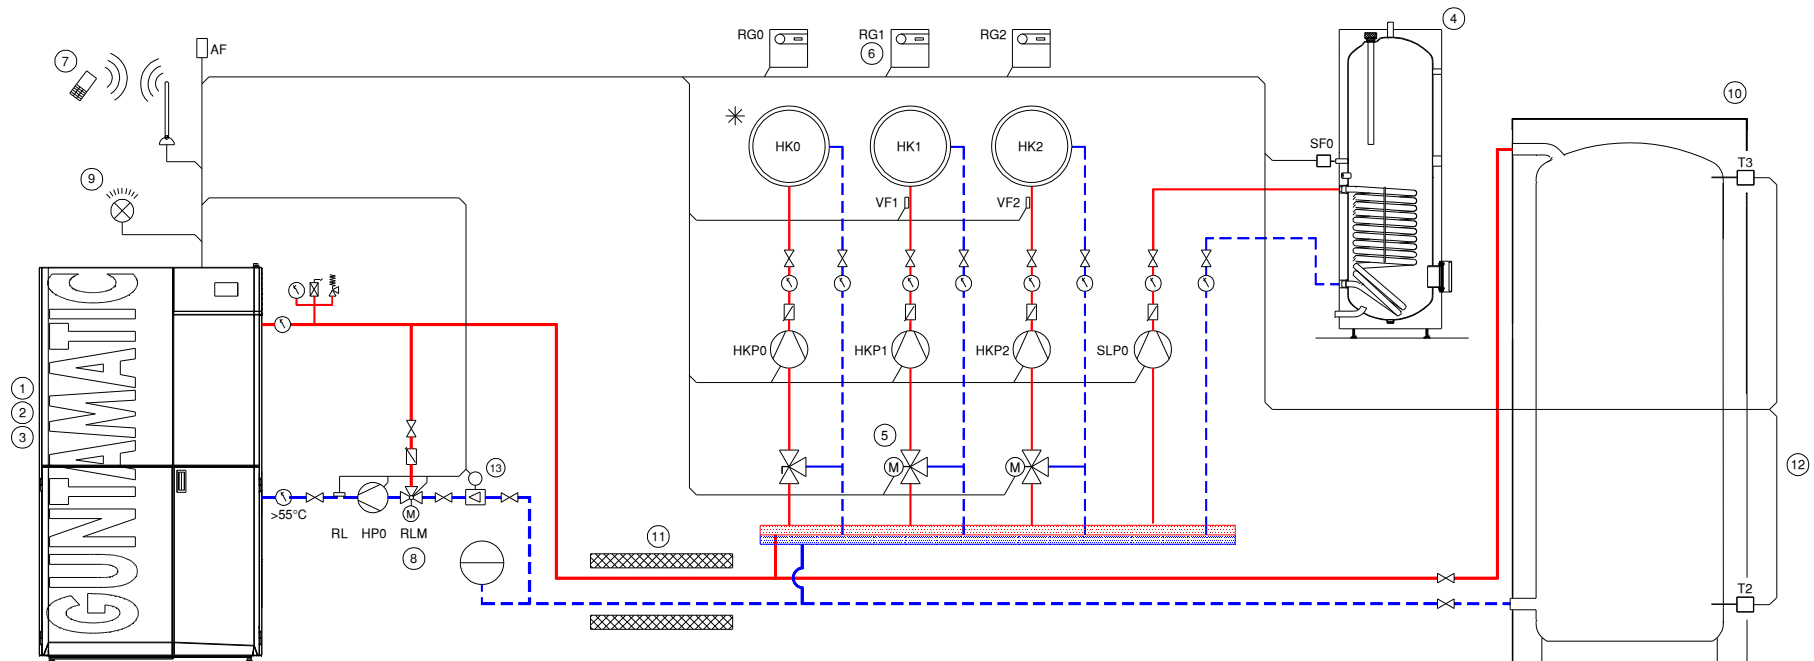 RG0
RG1
RG2
4
7
AF
6
10
HK0
HK1
HK2
SF0
T3
9
VF1
VF2
GUNTAMATIC
HKP0
HKP1
HKP2
SLP0
1
2
3
5
M
M
13
12
>55°C
M
RL
HP0
RLM
8
11
T2